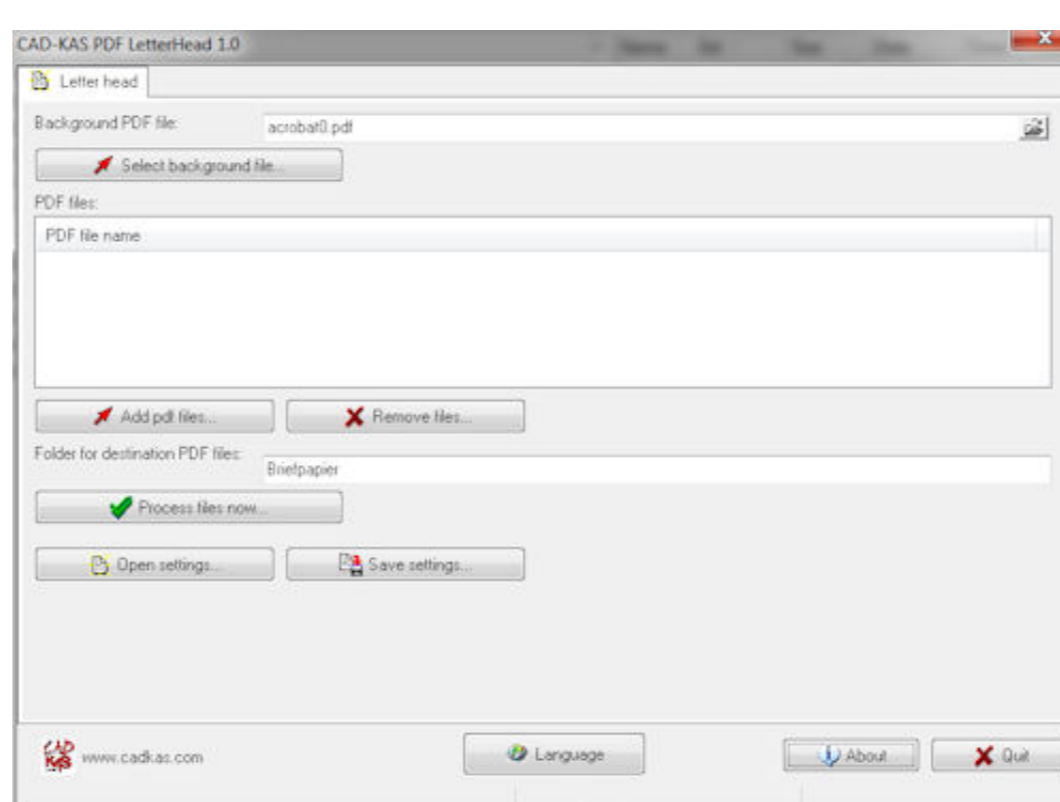 CAD-KAS PDF LetterHead 1.0
Letter head
Background PDF file:
acrobat0.pdf
Select background file...
PDF files:
PDF file name
Add pdf files...
Remove files...
Folder for destination PDF files:
Briefpapier
Process files now...
Open settings...
Save settings...
CAD
KAS
www.cadkas.com
Language
About
Quit